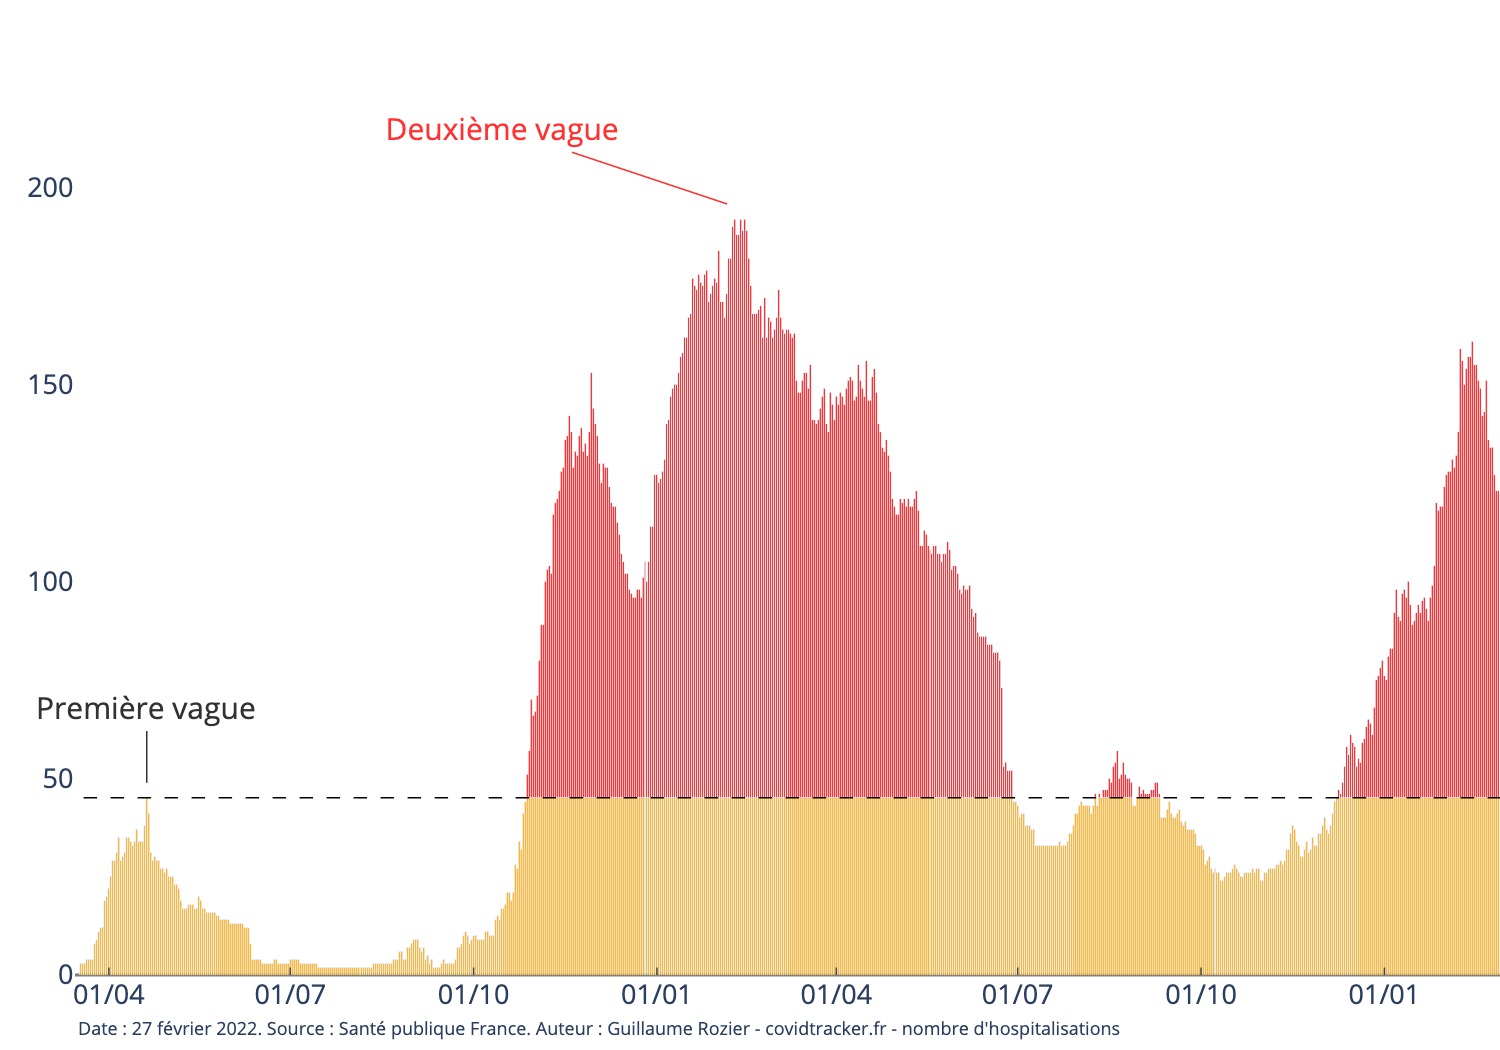 Deuxième vague
200
150
100
Première vague
50
0
01/04 01/07 01/10 01/01 01/04 01/07 01/10 01/01
Date : 27 février 2022. Source : Santé publique France. Auteur : Guillaume Rozier - covidtracker.fr - nombre d'hospitalisations